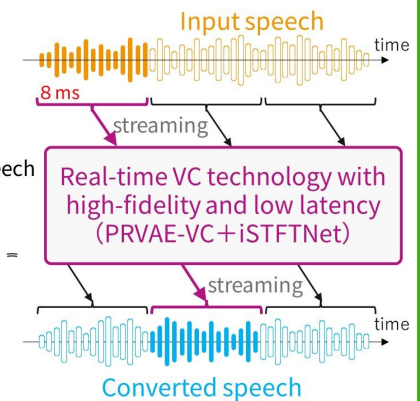 Input speech
time
8 ms
streaming
eech
Real-time VC technology with
high-fidelity and low latency
(PRVAE-VC+iSTFTNet)
=
streaming
time
Converted speech